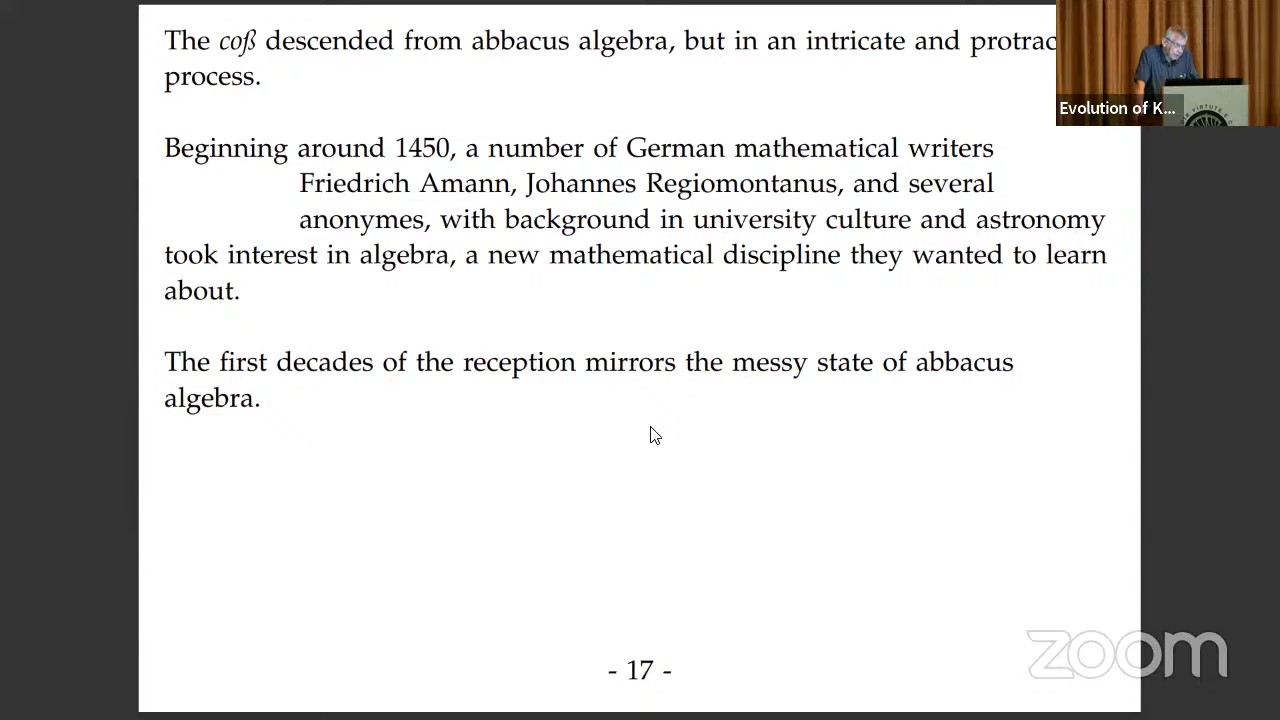 The coß descended from abbacus algebra, but in an intricate and
process.
Beginning around 1450, a number of German mathematical writers
Friedrich Amann, Johannes Regiomontanus, and several
anonymes, with background in university culture and astronomy
took interest in algebra, a new mathematical discipline they wanted to learn
about.
The first decades of the reception mirrors the messy state of abbacus
algebra.
- 17 -
Evolution of K...
zoom